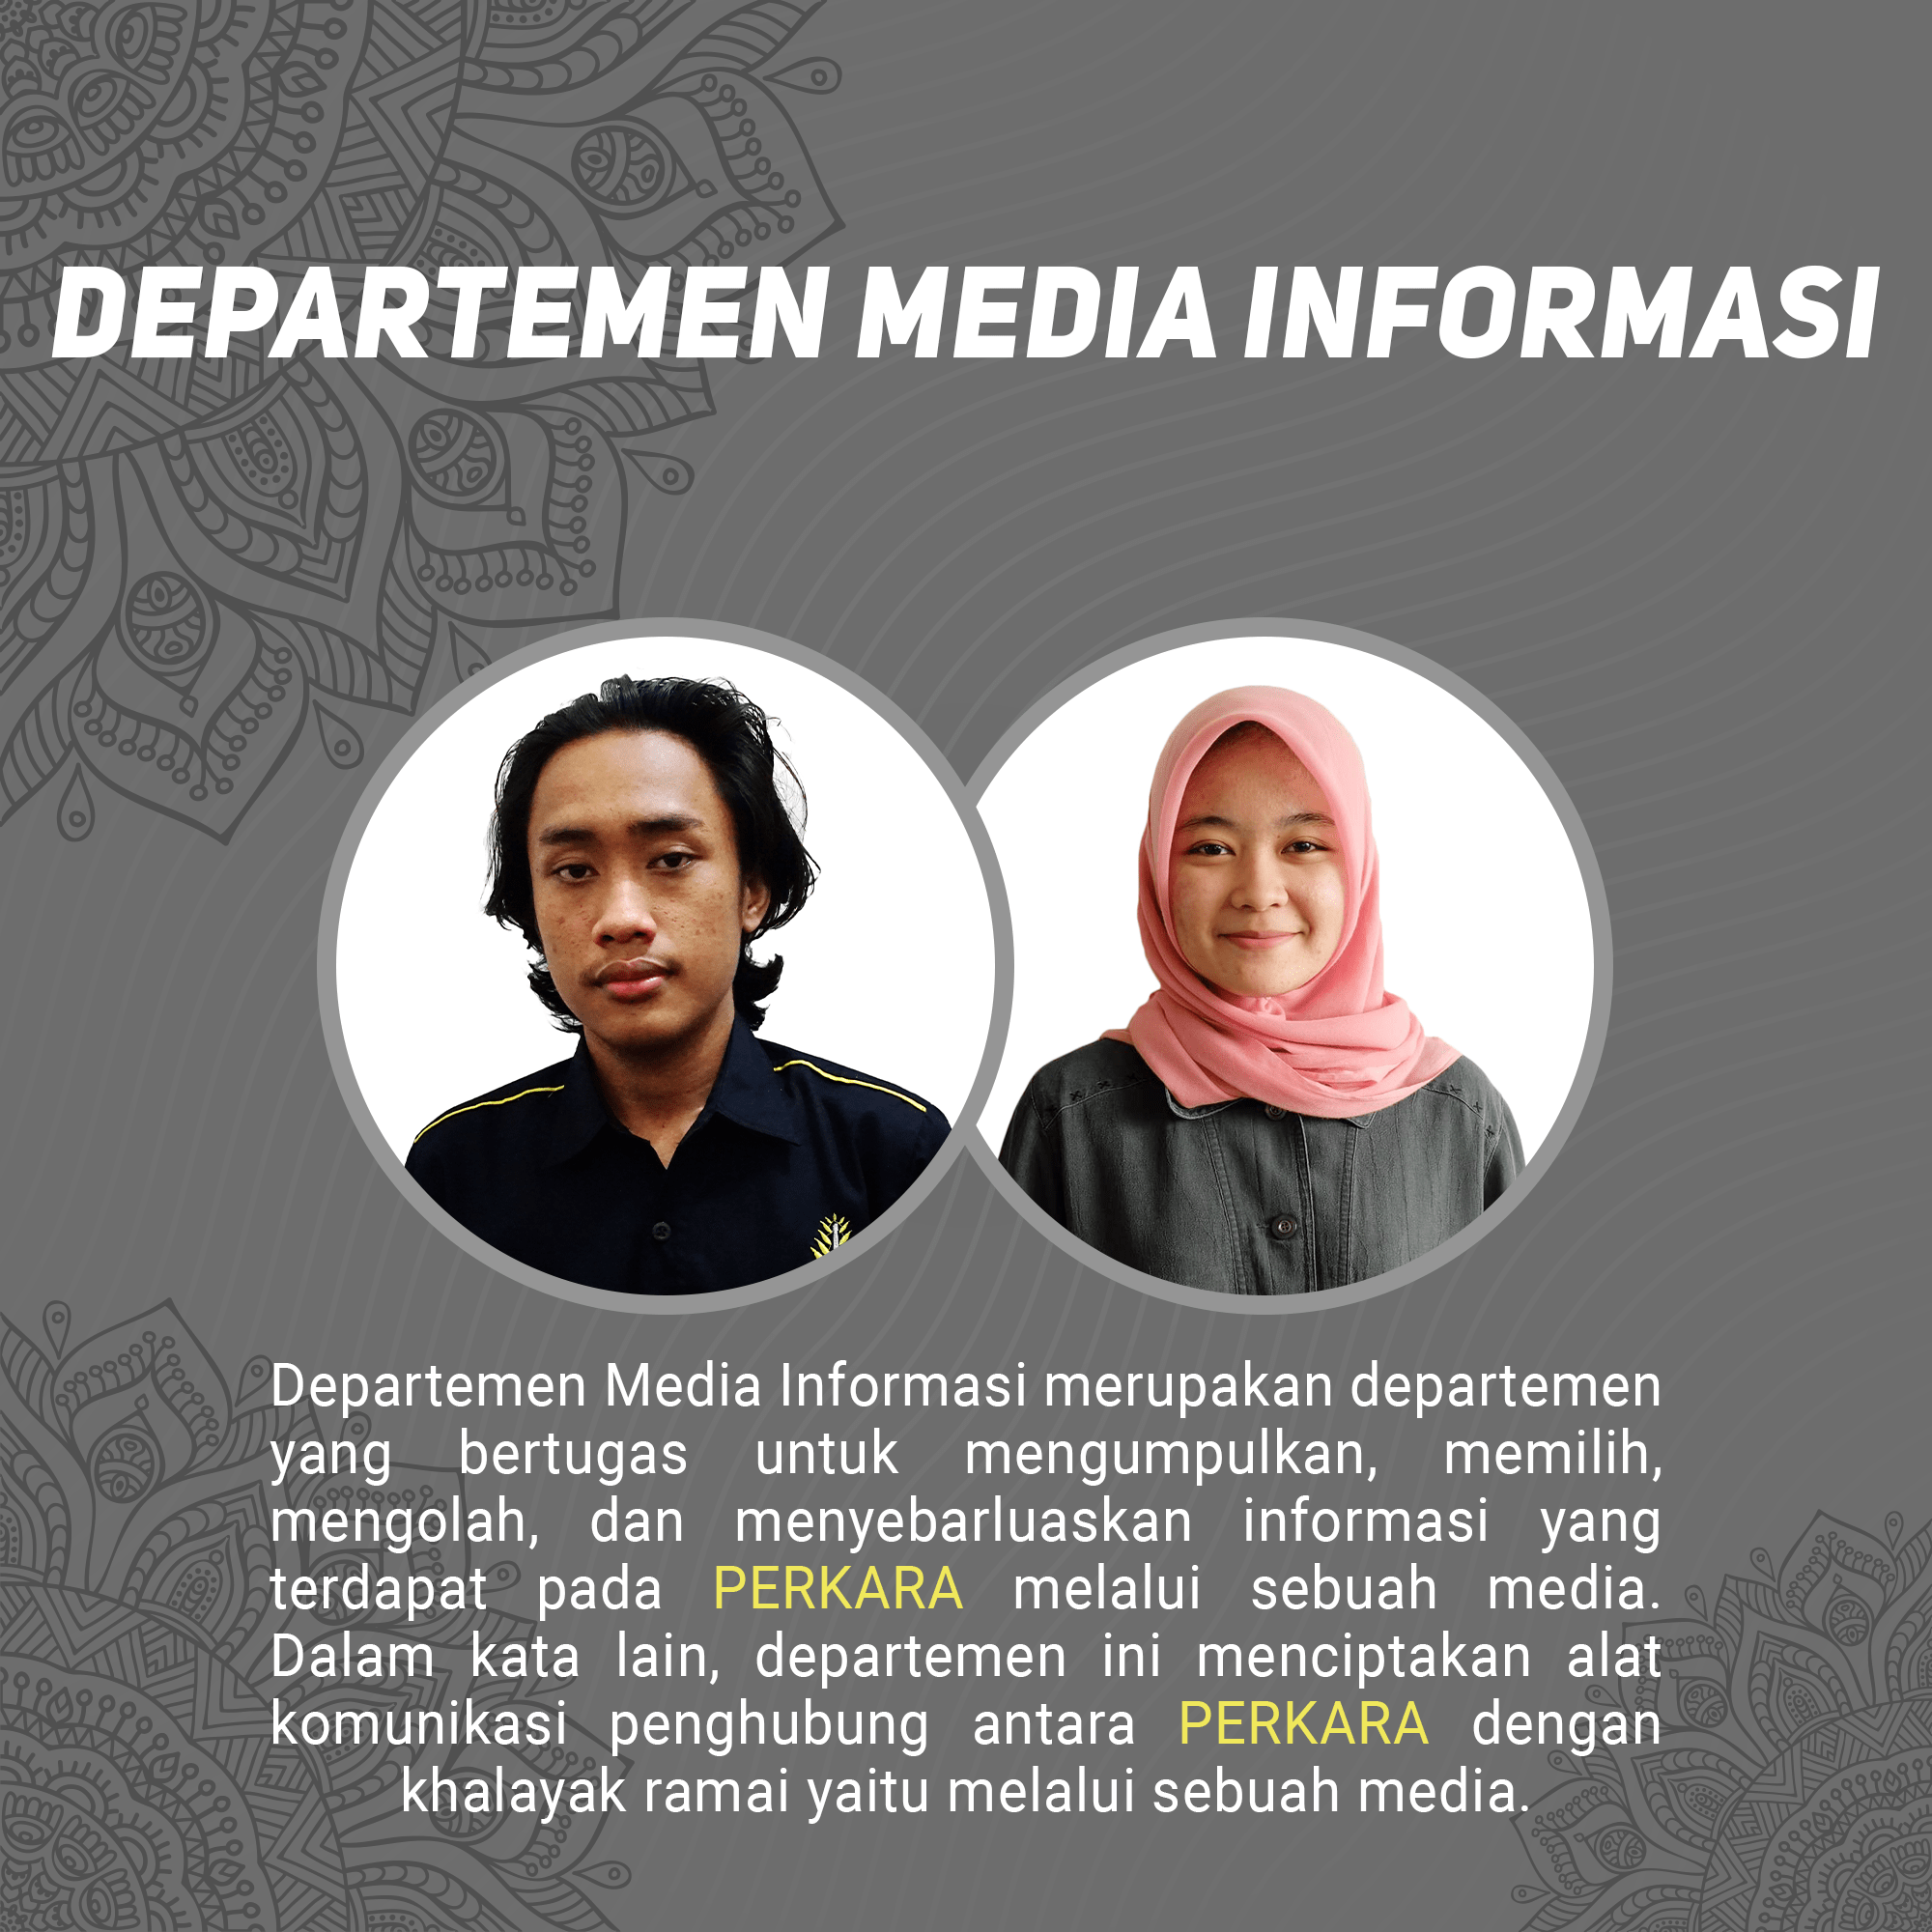 DEPARTEMEN MEDIA INFORMASI
Departemen Media Informasi merupakan departemen
yang bertugas untuk mengumpulkan, memilih,
mengolah, dan menyebarluaskan informasi yang
terdapat pada PERKARA melalui sebuah media.
Dalam kata lain, departemen ini menciptakan alat
komunikasi penghubung antara PERKARA dengan
khalayak ramai yaitu melalui sebuah media.